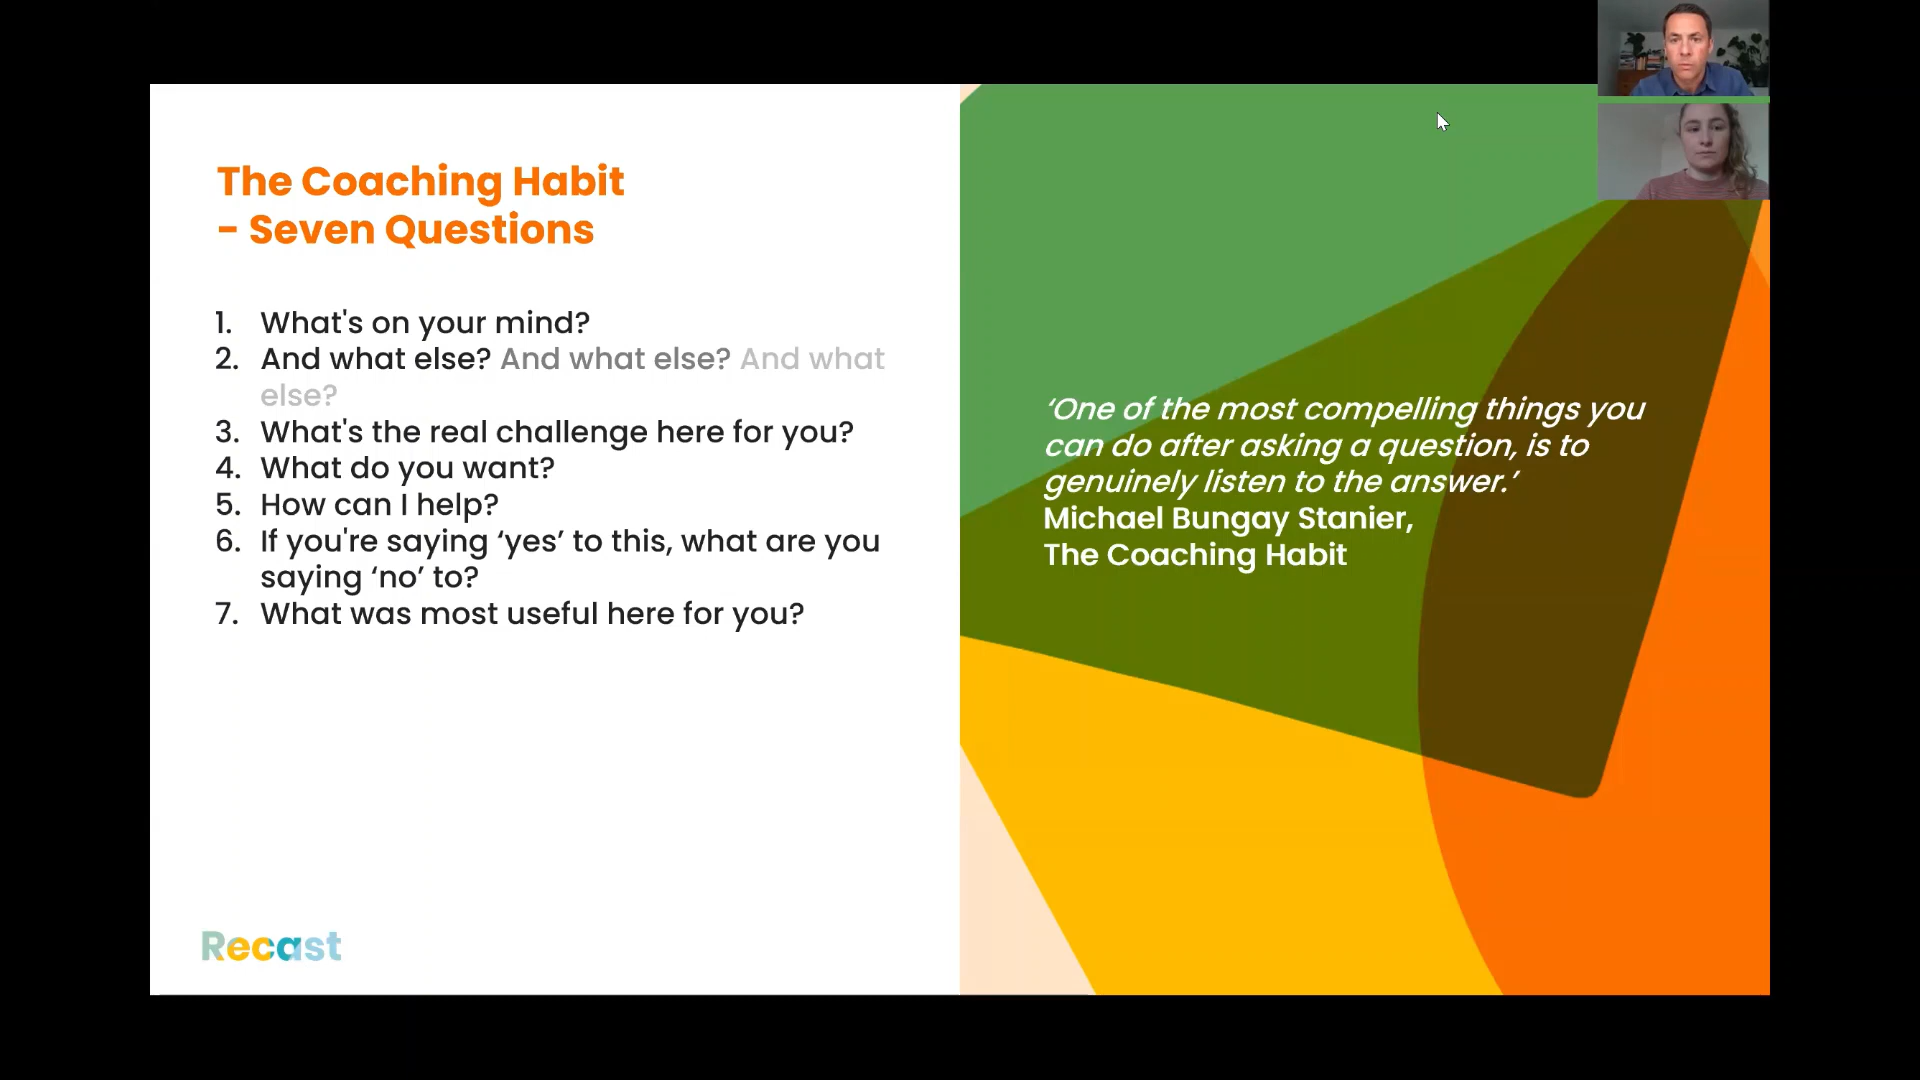 The Coaching Habit
- Seven Questions
1. What's on your mind?
2. And what else? And what else? And what
else?
3. What's the real challenge here for you?
4. What do you want?
5. How can I help?
6. If you're saying ‘yes’ to this, what are you
saying ‘no’ to?
7. What was most useful here for you?
Recast
‘One of the most compelling things you
can do after asking a question, is to
genuinely listen to the answer.’
Michael Bungay Stanier,
The Coaching Habit